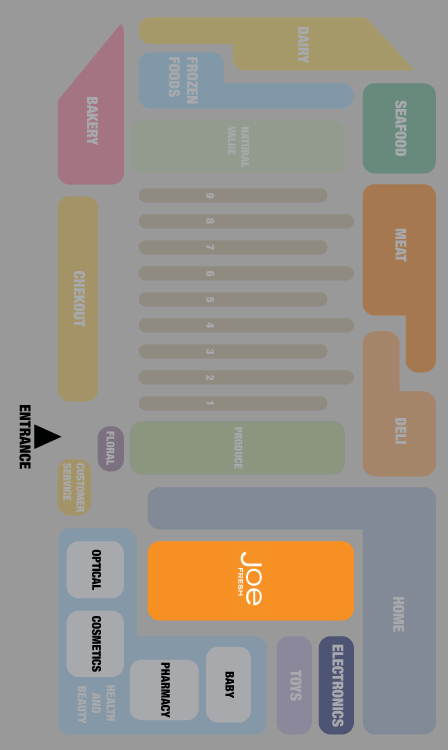 DAIRY
FROZEN
FOODS
SEAFOOD
BAKERY
NATURAL
VALUE
9
8
7
6
5
4
3
2
1
MEAT
CHEKOUT
DELI
PRODUCE
FLORAL
ENTRANCE
CUSTOMER
SERVICE
HOME
JOE
FRESH
OPTICAL
COSMETICS
PHARMACY
BABY
HEALTH
AND
BEAUTY
TOYS
ELECTRONICS